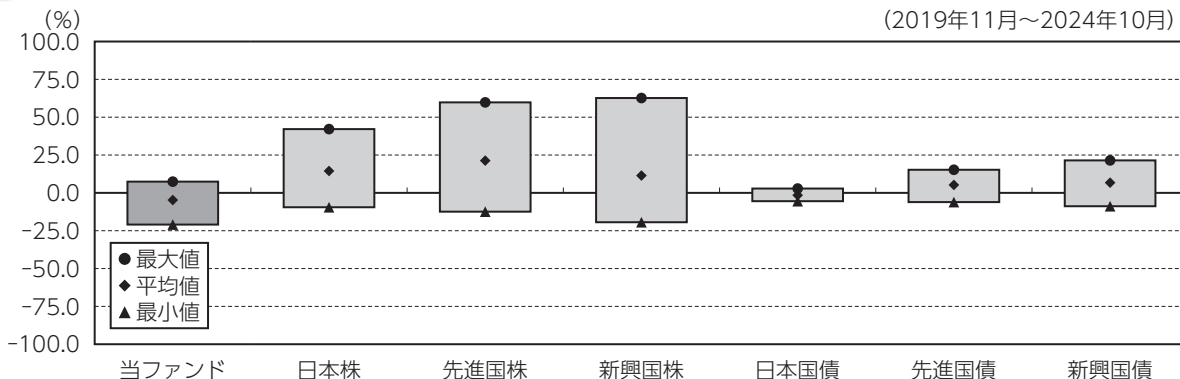 (%)
(2019年11月～2024年10月)
100.0
75.0
50.0
25.0
0.0
-25.0
-50.0
-75.0
-100.0
●最大値
◆平均値
▲最小値
当ファンド 日本株 先進国株 新興国株 日本国債 先進国債 新興国債